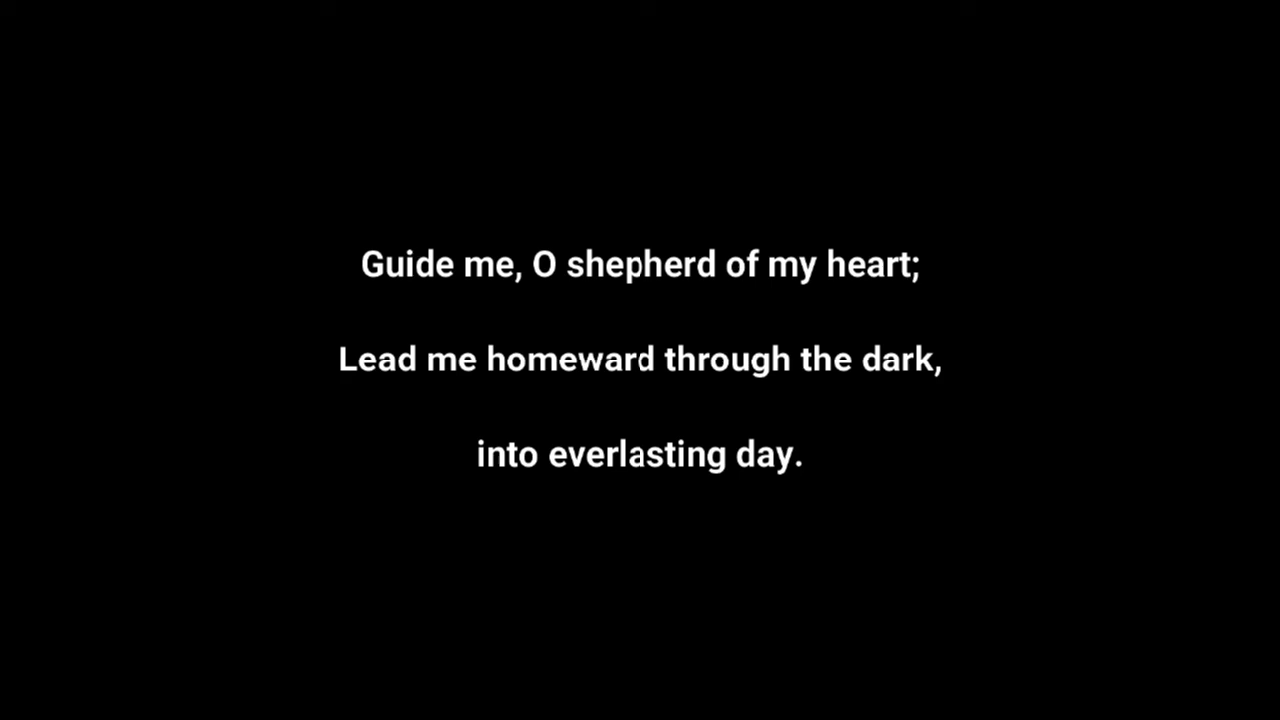 Guide me, O shepherd of my heart;
Lead me homeward through the dark,
into everlasting day.